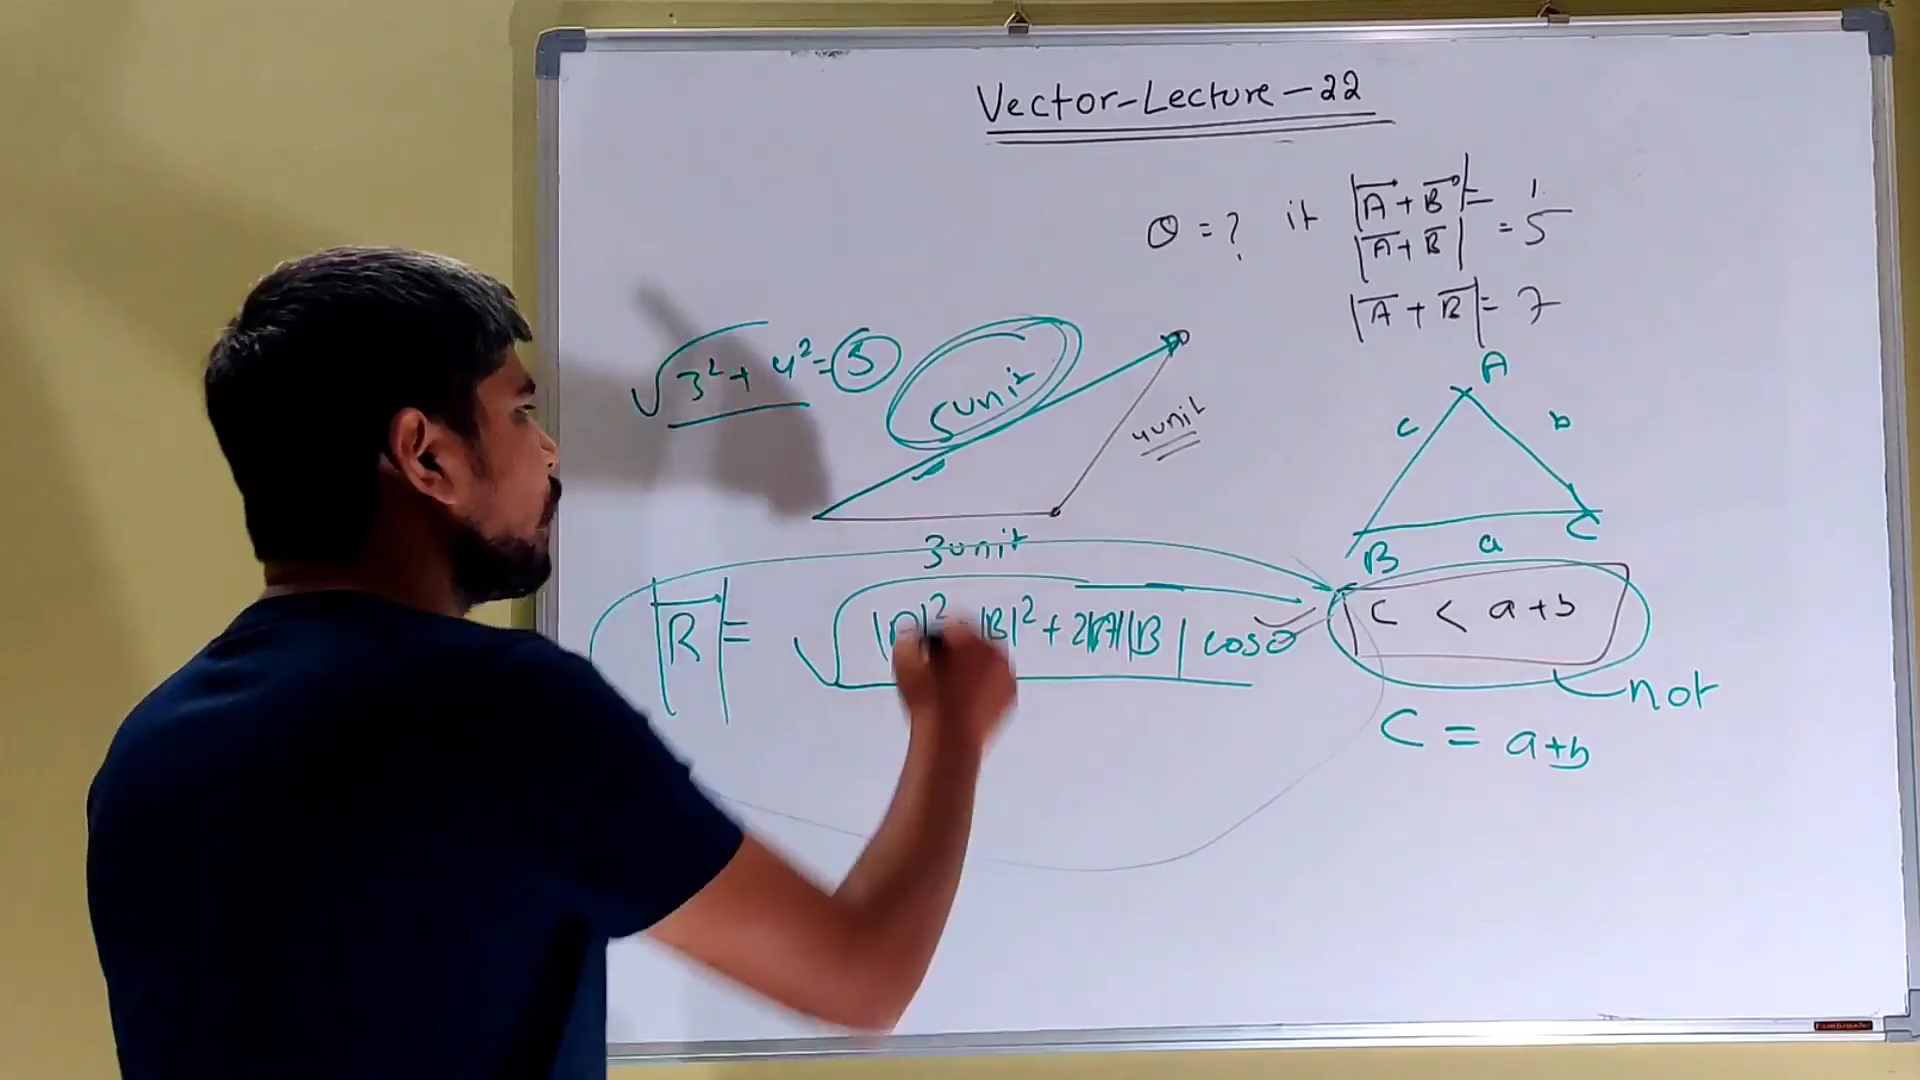 Vector-Lecture-22
θ = ? if |A + B| = 1
|A + B| = 5
|A + B| = 7
√3² + 4² = 5
5unit
4unit
3unit
A
c
b
B
a
C
|R| = √|A|² + |B|² + 2|A||B| cosθ
C < a+b
not
C = a+b